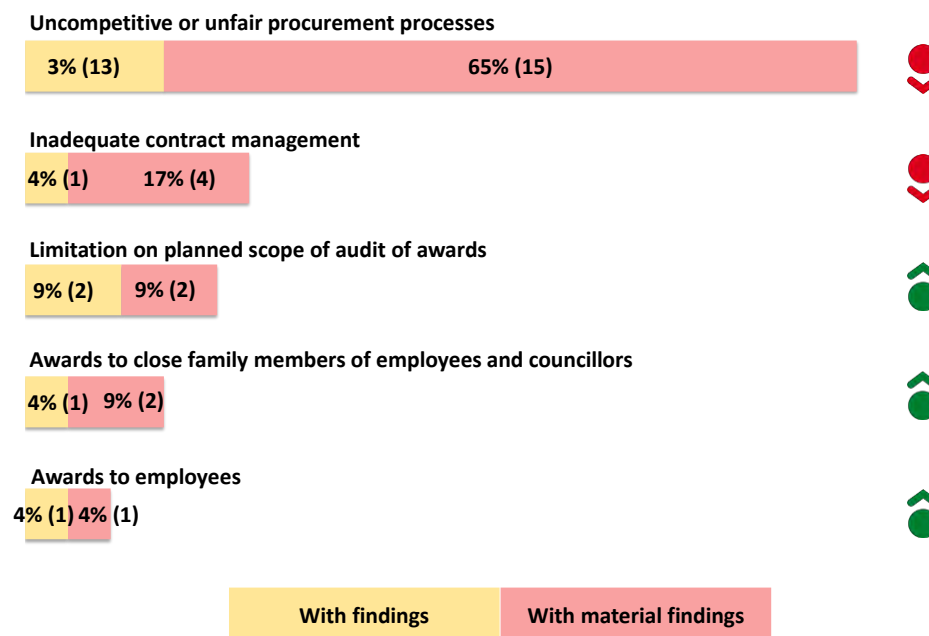 Uncompetitive or unfair procurement processes
3% (13) 65% (15)
Inadequate contract management
4% (1) 17% (4)
Limitation on planned scope of audit of awards
9% (2) 9% (2)
Awards to close family members of employees and councillors
4% (1) 9% (2)
Awards to employees
4% (1) 4% (1)
With findings With material findings